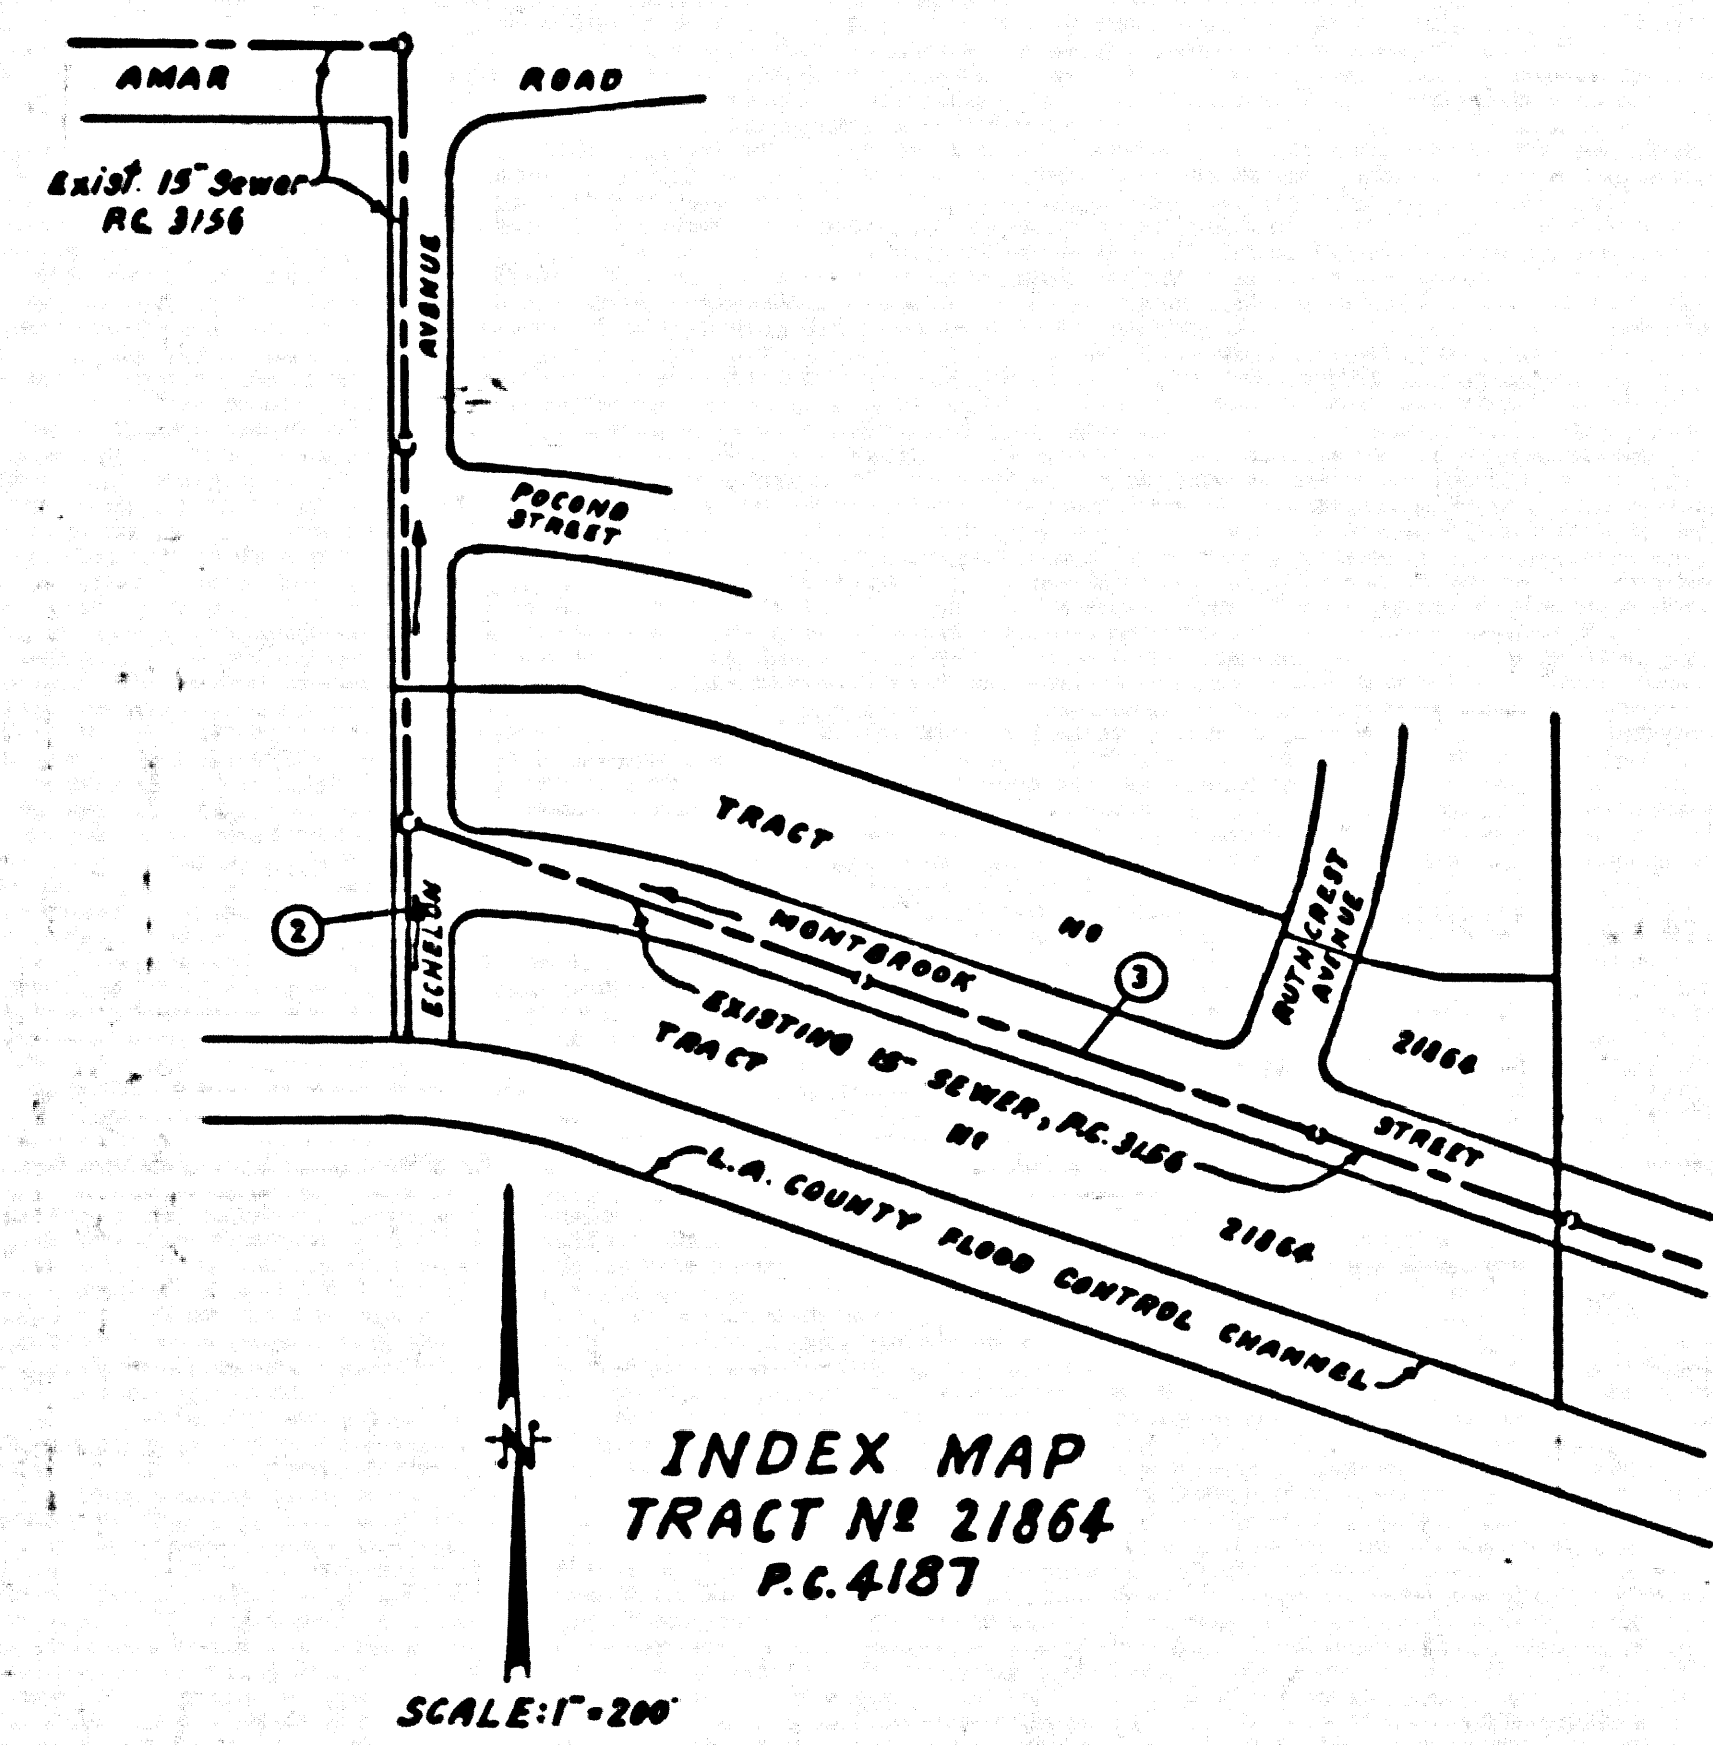 AMAR ROAD
Exist. 15" Sewer
P.C. 3156
AVENUE
POCONO
STREET
TRACT
Nº
RUTHCREST
AVENUE
2
ECHELON
MONTBROOK
3
21864
EXISTING 15" SEWER, P.C. 3156
STREET
TRACT
Nº
21864
L.A. COUNTY FLOOD CONTROL CHANNEL
N
INDEX MAP
TRACT Nº 21864
P.C. 4187
SCALE: 1" = 200'